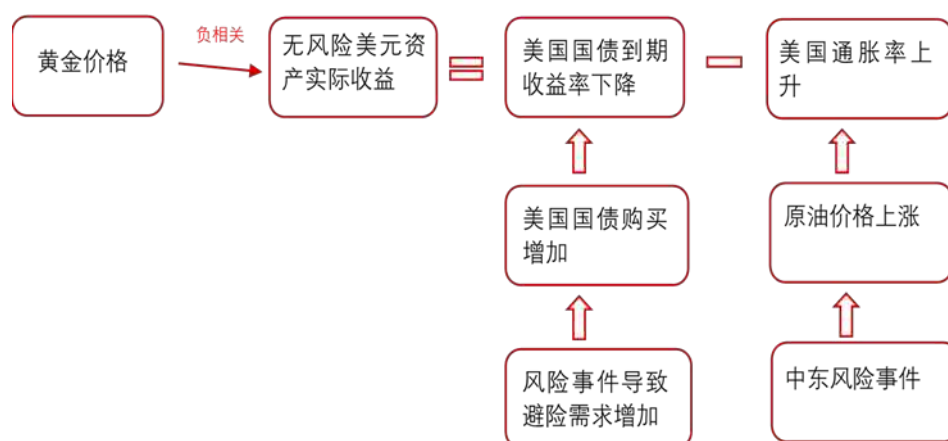 黄金价格
负相关
无风险美元资
产实际收益
=
美国国债到期
收益率下降
-
美国通胀率上
升
美国国债购买
增加
原油价格上涨
风险事件导致
避险需求增加
中东风险事件